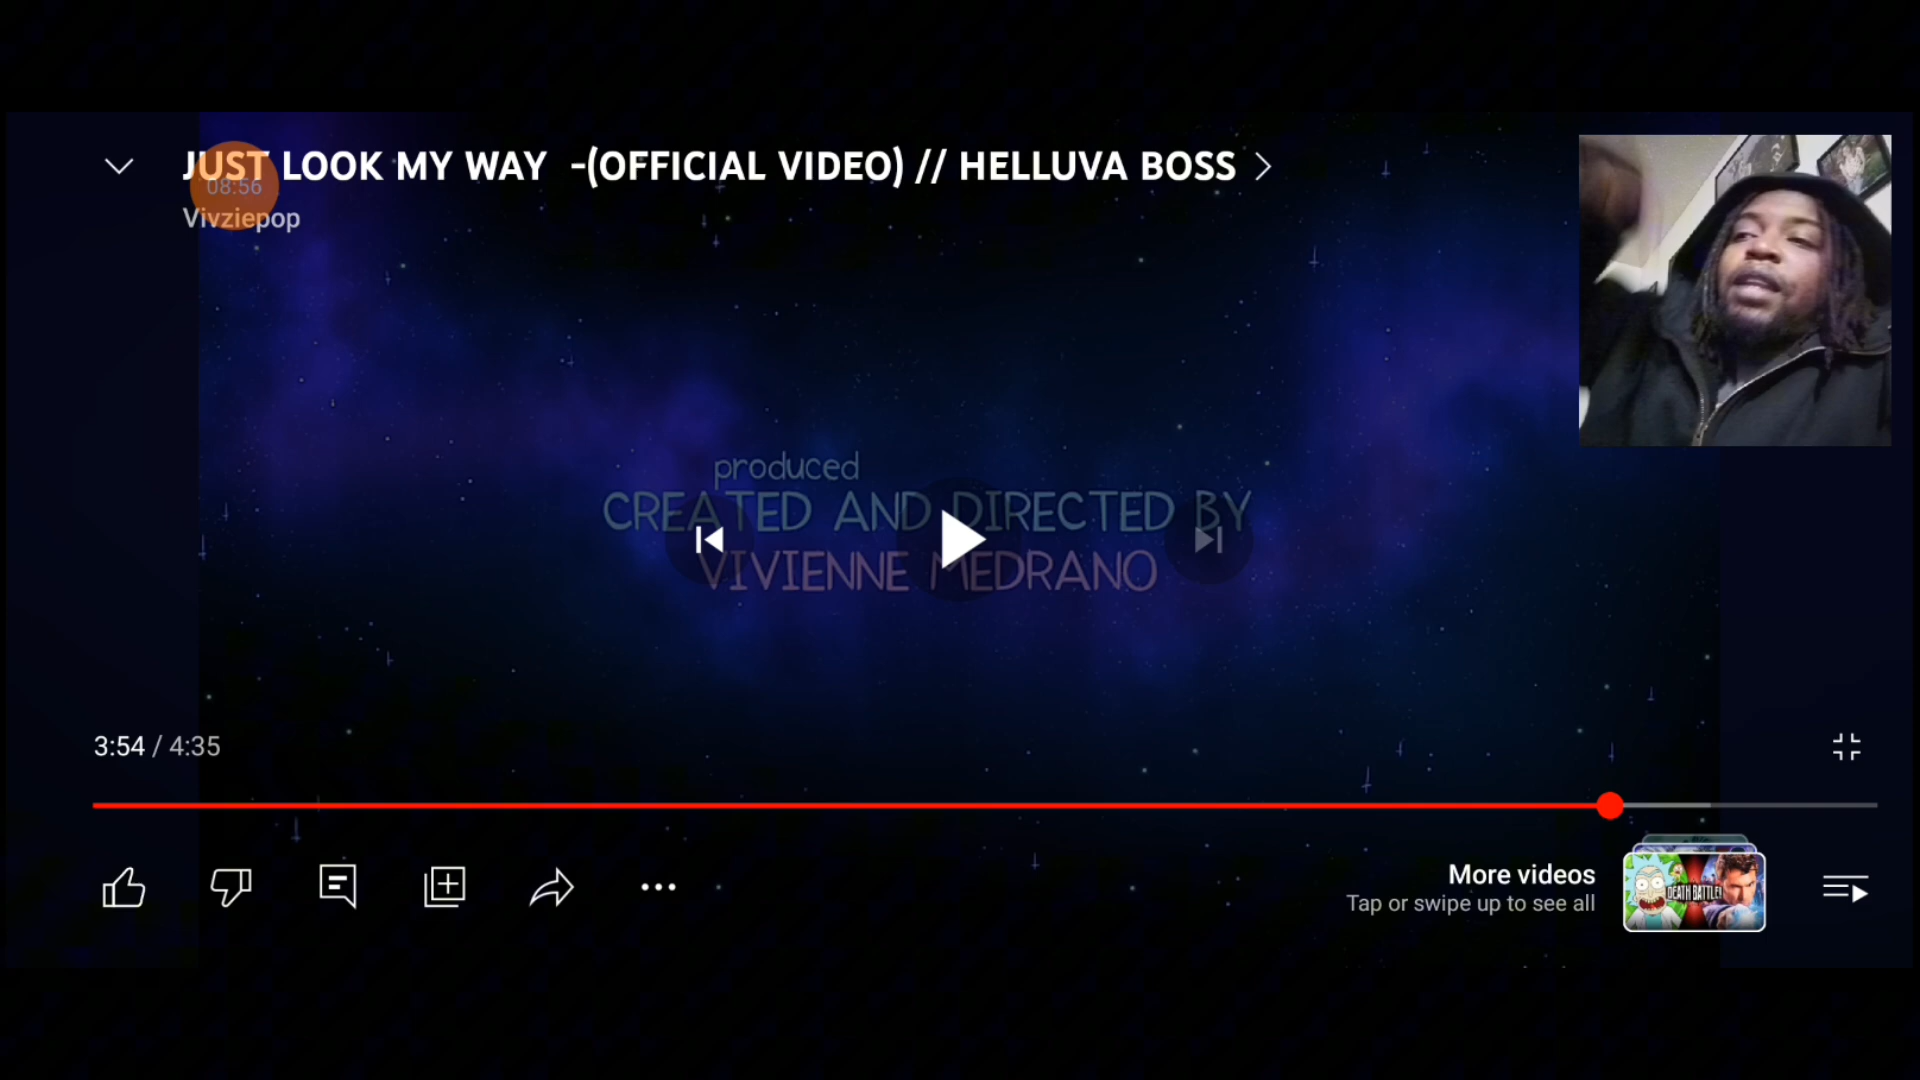 JUST LOOK MY WAY -(OFFICIAL VIDEO) // HELLUVA BOSS
08:56
Vivziepop
produced
CREATED AND DIRECTED BY
VIVIENNE MEDRANO
3:54 / 4:35
More videos
Tap or swipe up to see all
DEATH BATTLE!